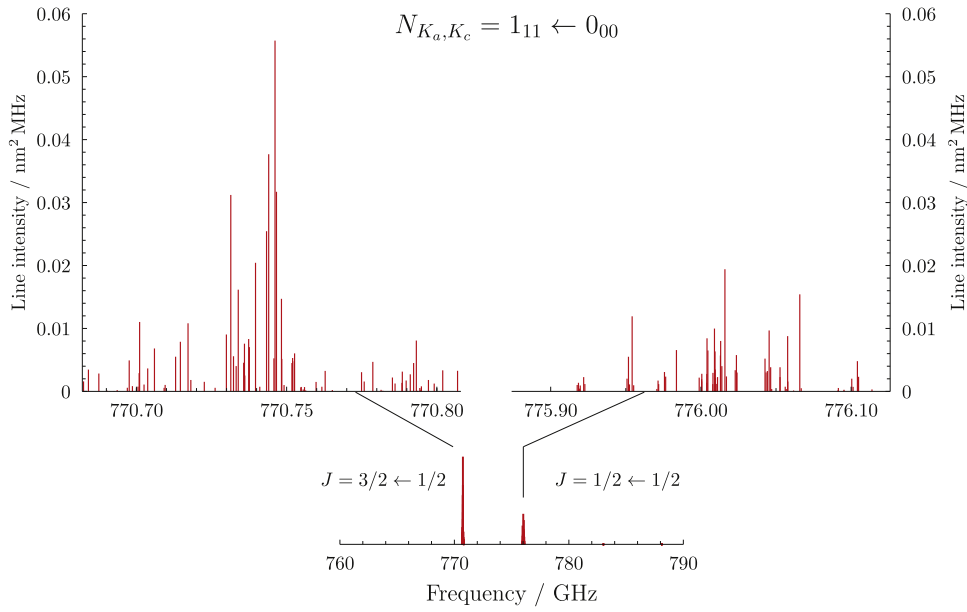 N_{K_a,K_c} = 1_{11} ← 0_{00}
Line intensity / nm² MHz
0.06
0.05
0.04
0.03
0.02
0.01
0
770.70 770.75 770.80
775.90 776.00 776.10
0.06
0.05
0.04
0.03
0.02
0.01
0
Line intensity / nm² MHz
J = 3/2 ← 1/2
J = 1/2 ← 1/2
760 770 780 790
Frequency / GHz